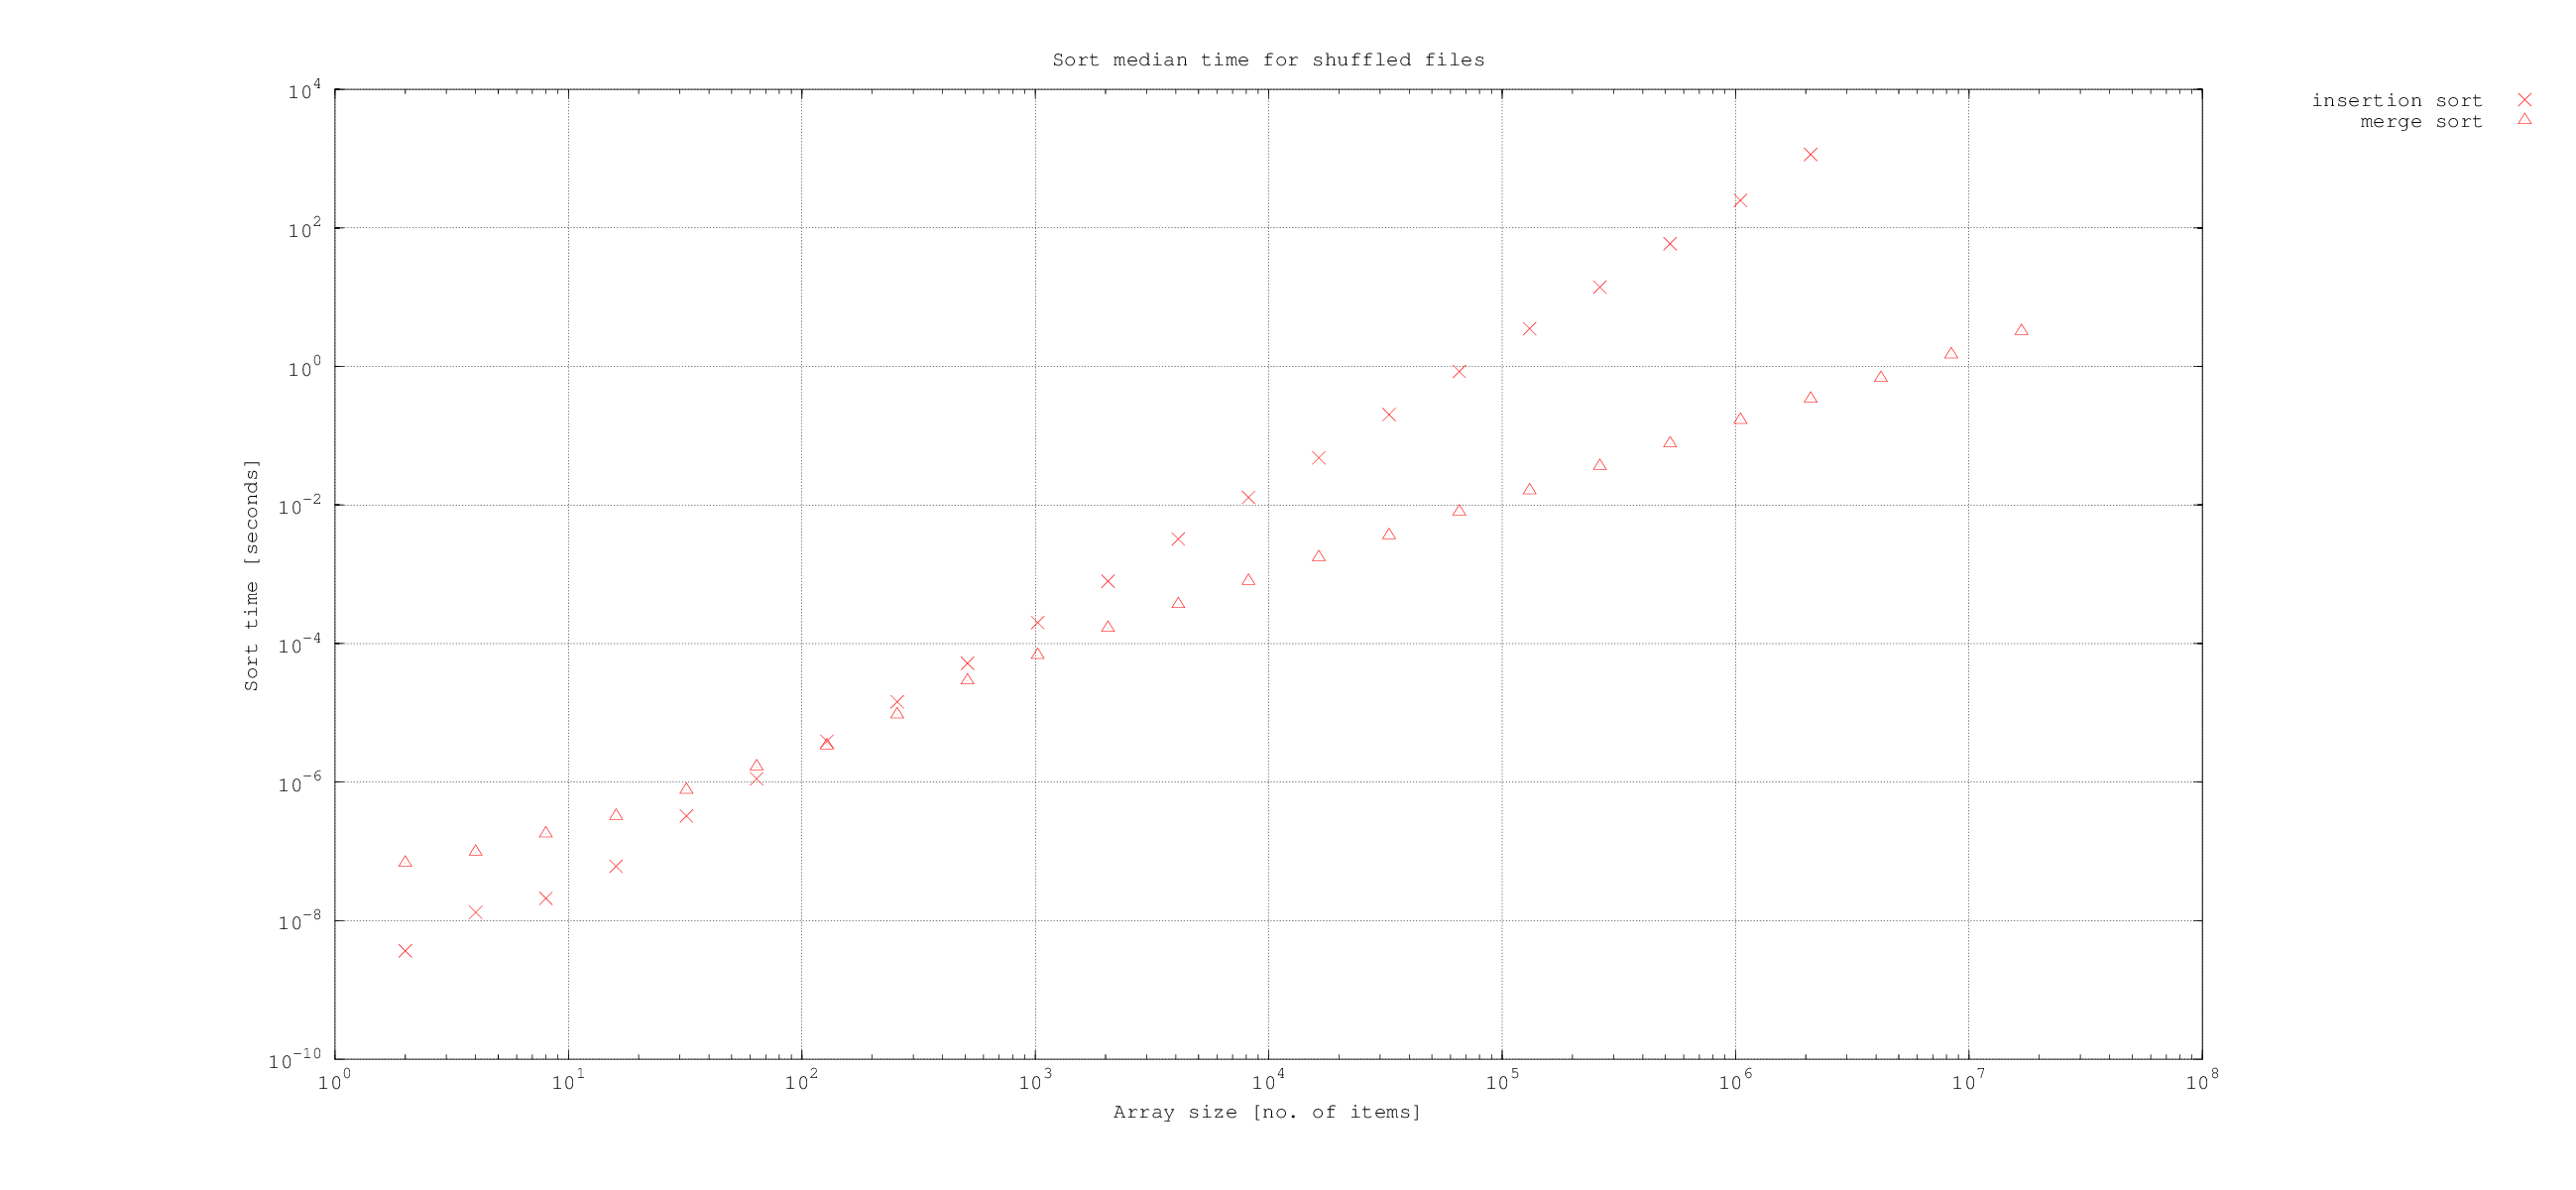 Sort median time for shuffled files
insertion sort
merge sort
Sort time [seconds]
10^4
10^2
10^0
10^-2
10^-4
10^-6
10^-8
10^-10
10^0 10^1 10^2 10^3 10^4 10^5 10^6 10^7 10^8
Array size [no. of items]